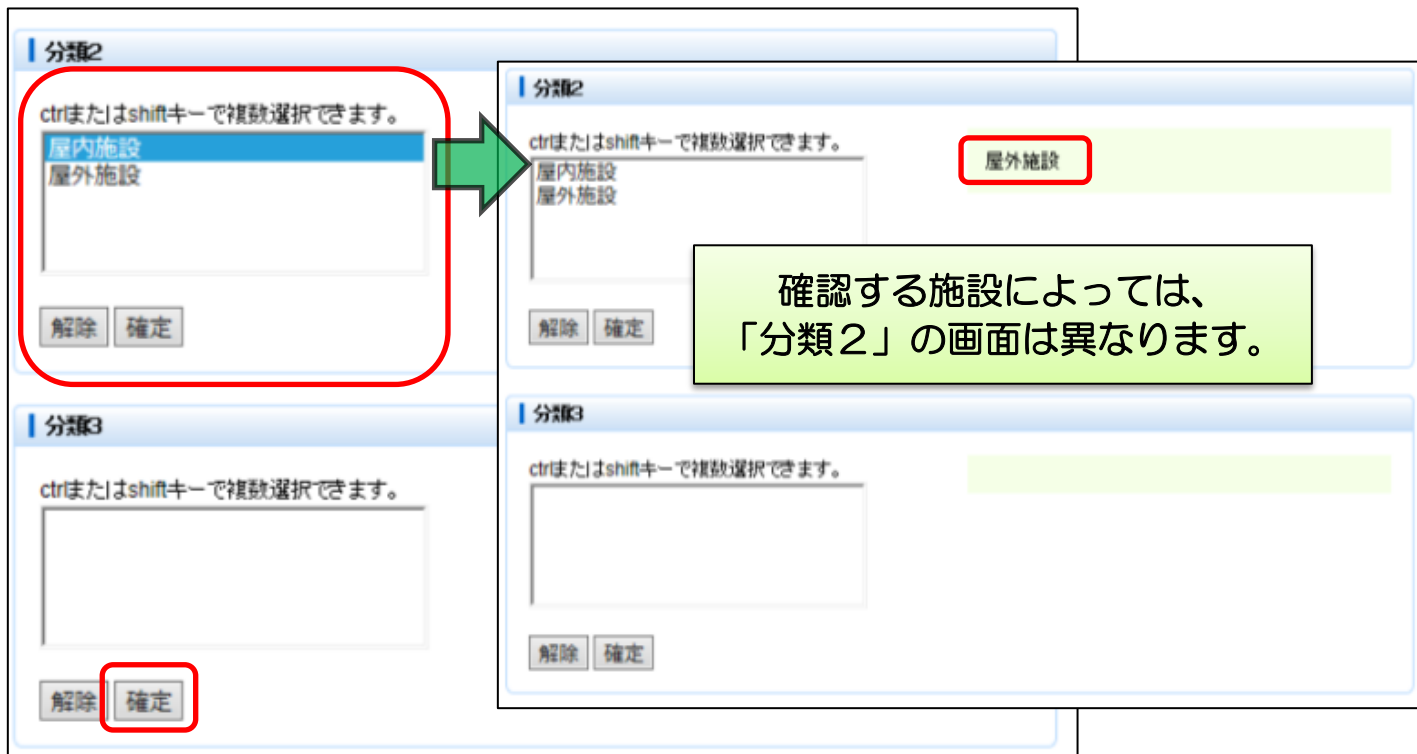 分類2
ctrlまたはshiftキーで複数選択できます。
屋内施設
屋外施設
解除 確定
分類3
ctrlまたはshiftキーで複数選択できます。
解除 確定
分類2
ctrlまたはshiftキーで複数選択できます。
屋内施設
屋外施設
屋外施設
解除 確定
確認する施設によっては、
「分類２」の画面は異なります。
分類3
ctrlまたはshiftキーで複数選択できます。
解除 確定